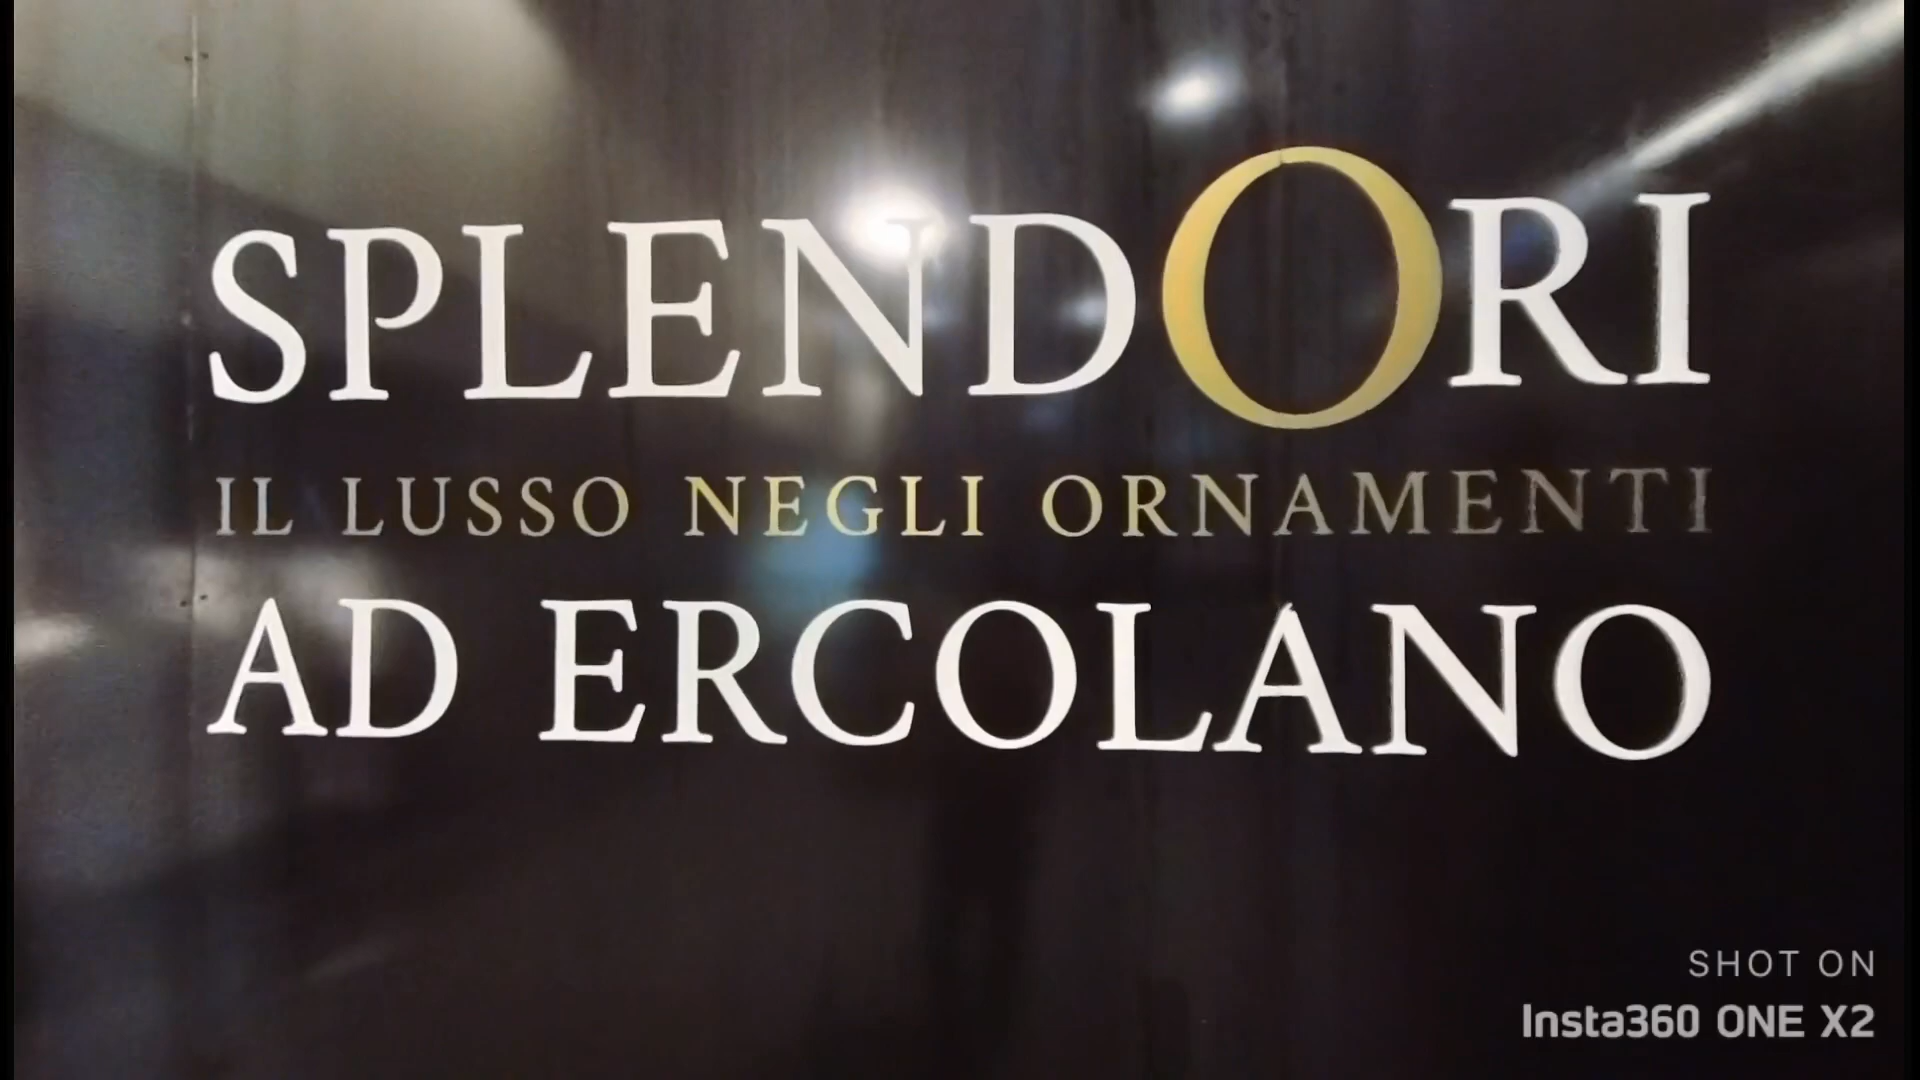 SPLENDORI
IL LUSSO NEGLI ORNAMENTI
AD ERCOLANO
SHOT ON
Insta360 ONE X2